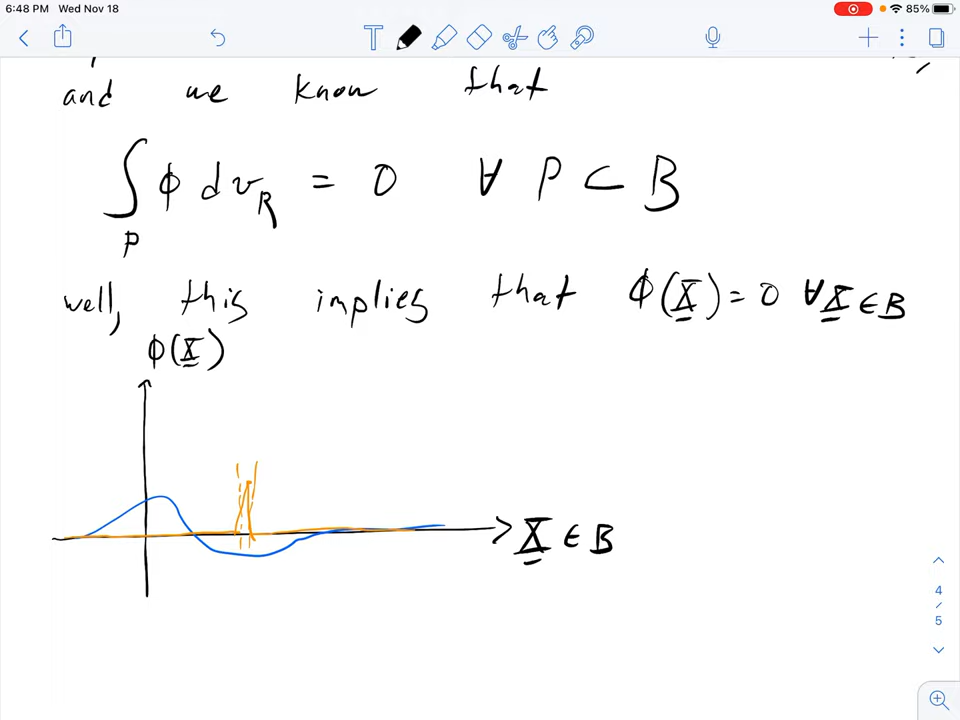 6:48 PM Wed Nov 18 85%
T
and we know that
∫_P ϕ dv_R = 0 ∀ P ⊂ B
well, this implies that ϕ(X) = 0 ∀ X ∈ B
ϕ(X)
X ∈ B
4
/
5